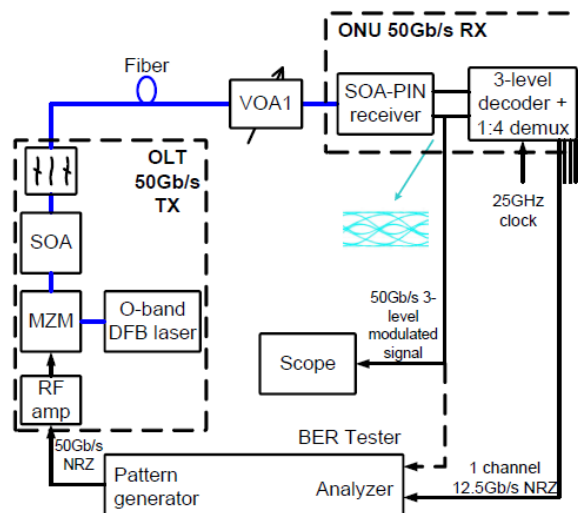 ONU 50Gb/s RX
Fiber
VOA1
SOA-PIN
receiver
3-level
decoder +
1:4 demux
OLT
50Gb/s
TX
25GHz
clock
SOA
MZM
O-band
DFB laser
50Gb/s 3-
level
modulated
signal
Scope
RF
amp
50Gb/s
NRZ
BER Tester
Pattern
generator
Analyzer
1 channel
12.5Gb/s NRZ